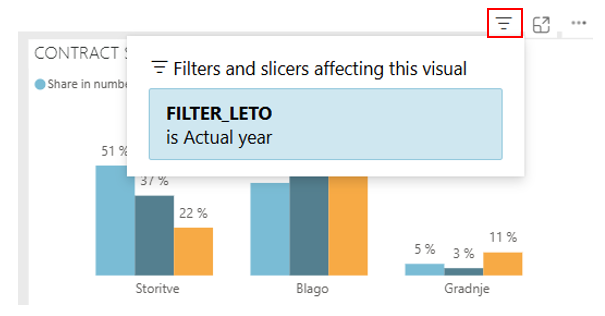 CONTRACT
Filters and slicers affecting this visual
Share in
FILTER_LETO
is Actual year
51 %
37 %
22 %
5 %
3 %
11 %
Storitve
Blago
Gradnje